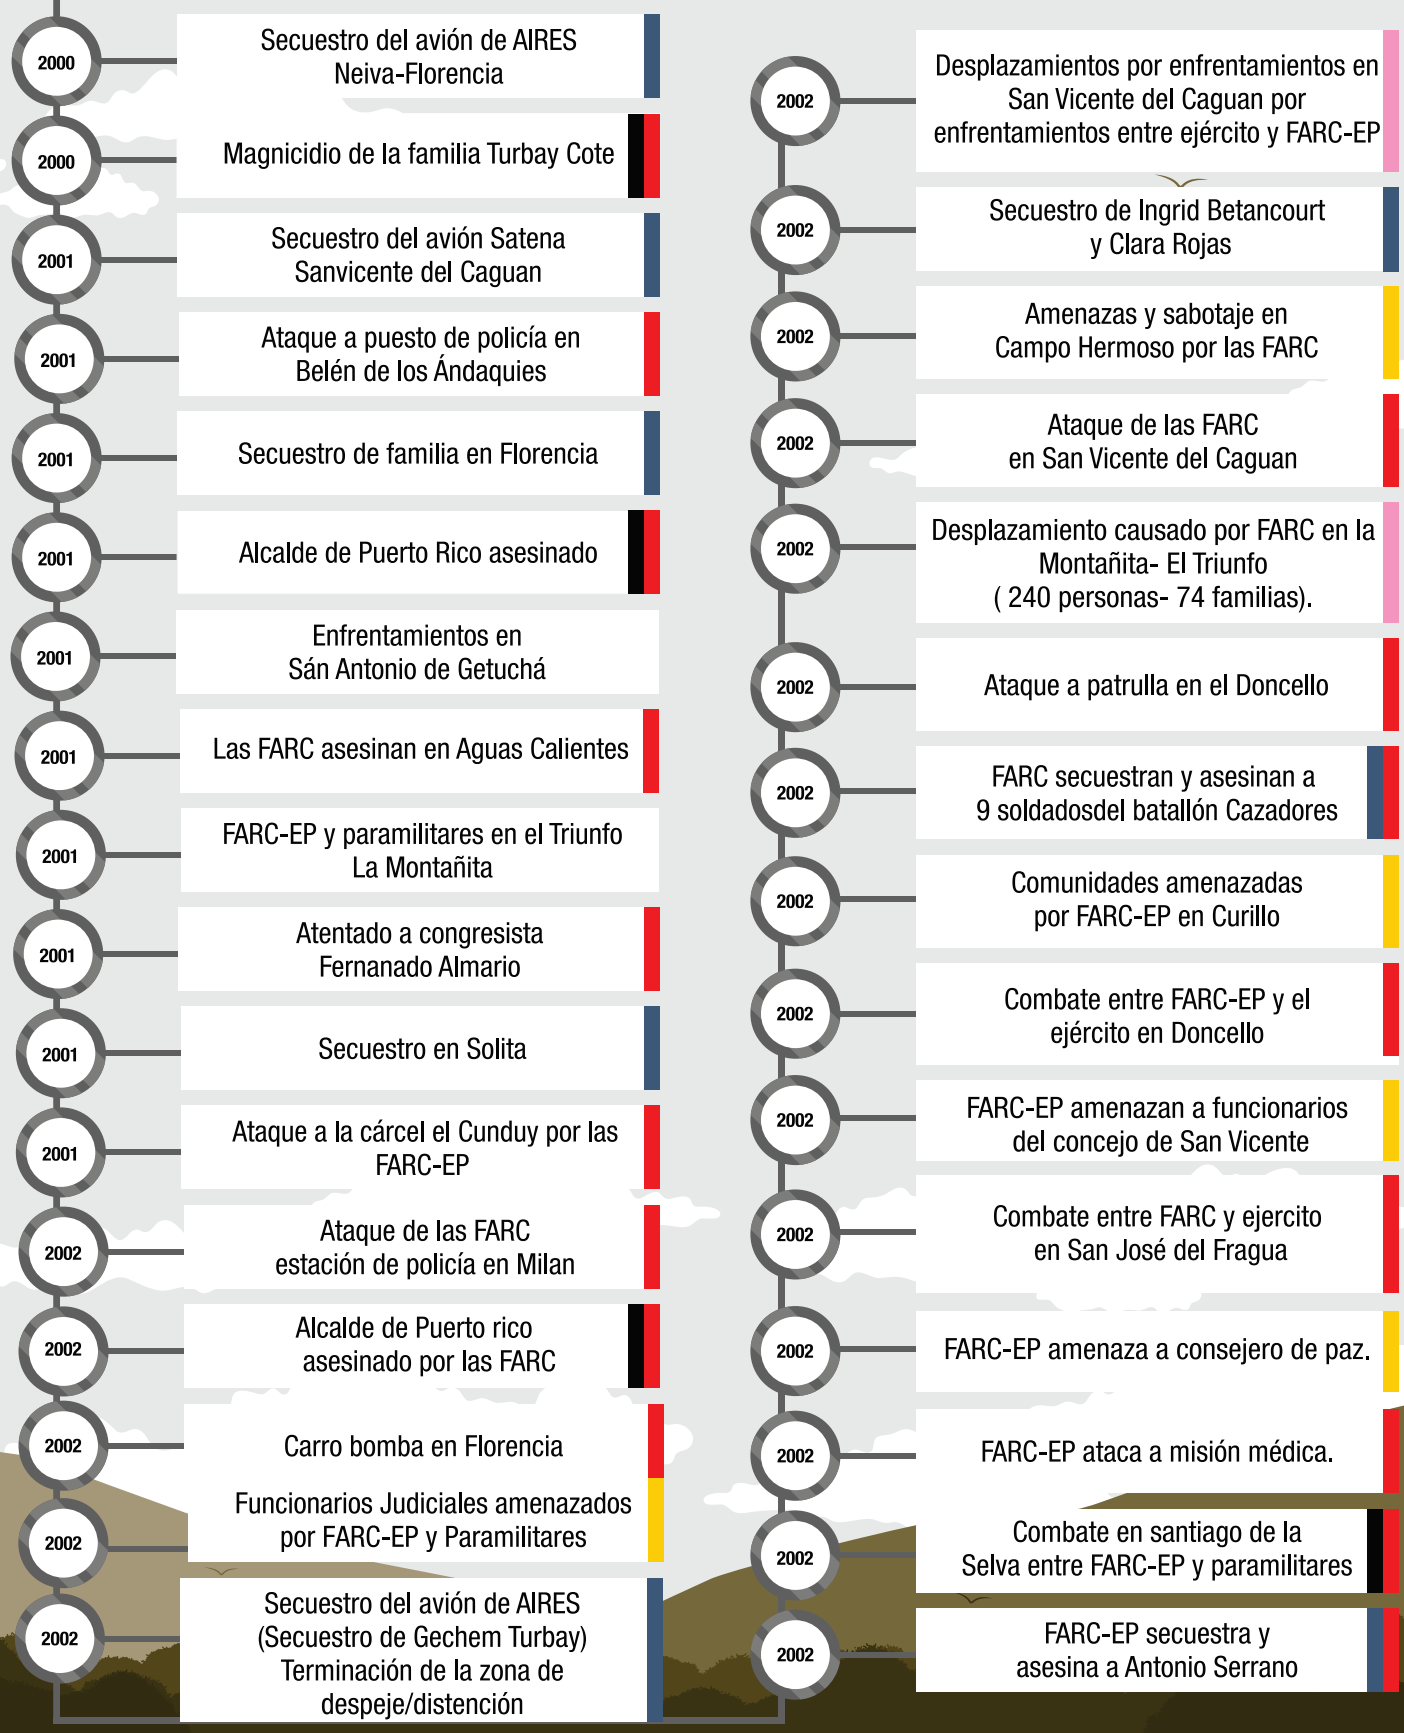 2000
Secuestro del avión de AIRES
Neiva-Florencia
2000
Magnicidio de la familia Turbay Cote
2001
Secuestro del avión Satena
Sanvicente del Caguan
2001
Ataque a puesto de policía en
Belén de los Ándaquies
2001
Secuestro de familia en Florencia
2001
Alcalde de Puerto Rico asesinado
2001
Enfrentamientos en
Sán Antonio de Getuchá
2001
Las FARC asesinan en Aguas Calientes
2001
FARC-EP y paramilitares en el Triunfo
La Montañita
2001
Atentado a congresista
Fernanado Almario
2001
Secuestro en Solita
2001
Ataque a la cárcel el Cunduy por las
FARC-EP
2002
Ataque de las FARC
estación de policía en Milan
2002
Alcalde de Puerto rico
asesinado por las FARC
2002
Carro bomba en Florencia
2002
Funcionarios Judiciales amenazados
por FARC-EP y Paramilitares
2002
Secuestro del avión de AIRES
(Secuestro de Gechem Turbay)
Terminación de la zona de
despeje/distención
2002
Desplazamientos por enfrentamientos en
San Vicente del Caguan por
enfrentamientos entre ejército y FARC-EP
2002
Secuestro de Ingrid Betancourt
y Clara Rojas
2002
Amenazas y sabotaje en
Campo Hermoso por las FARC
2002
Ataque de las FARC
en San Vicente del Caguan
2002
Desplazamiento causado por FARC en la
Montañita- El Triunfo
( 240 personas- 74 familias).
2002
Ataque a patrulla en el Doncello
2002
FARC secuestran y asesinan a
9 soldadosdel batallón Cazadores
2002
Comunidades amenazadas
por FARC-EP en Curillo
2002
Combate entre FARC-EP y el
ejército en Doncello
2002
FARC-EP amenazan a funcionarios
del concejo de San Vicente
2002
Combate entre FARC y ejercito
en San José del Fragua
2002
FARC-EP amenaza a consejero de paz.
2002
FARC-EP ataca a misión médica.
2002
Combate en santiago de la
Selva entre FARC-EP y paramilitares
2002
FARC-EP secuestra y
asesina a Antonio Serrano